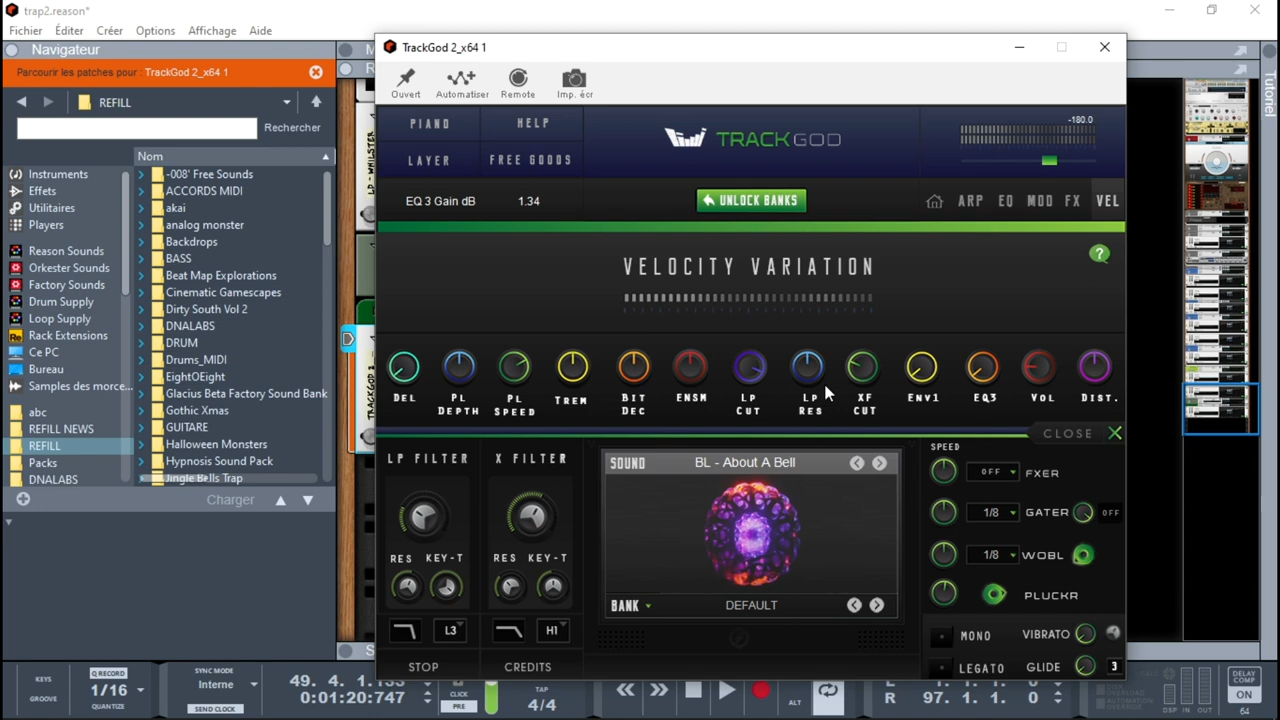 trap2.reason*
Fichier Éditer Créer Options Affichage Aide
Navigateur
Parcourir les patches pour : TrackGod 2_x64 1
REFILL
Rechercher
Nom
Instruments
Effets
Utilitaires
Players
Reason Sounds
Orkester Sounds
Factory Sounds
Drum Supply
Loop Supply
Rack Extensions
Ce PC
Bureau
Samples des morce...
abc
REFILL NEWS
REFILL
Packs
DNALABS
-008' Free Sounds
ACCORDS MIDI
akai
analog monster
Backdrops
BASS
Beat Map Explorations
Cinematic Gamescapes
Dirty South Vol 2
DNALABS
DRUM
Drums_MIDI
EightOEight
Glacius Beta Factory Sound Bank
Gothic Xmas
GUITARE
Halloween Monsters
Hypnosis Sound Pack
Jingle Bells Trap
Charger
TrackGod 2_x64 1
Ouvert Automatiser Remote Imp. écr
PIANO HELP
LAYER FREE GOODS
TRACKGOD
-180.0
EQ 3 Gain dB 1.34
UNLOCK BANKS
ARP EQ MOD FX VEL
VELOCITY VARIATION
?
DEL
PL DEPTH
PL SPEED
TREM
BIT DEC
ENSM
LP CUT
LP RES
XF CUT
ENV1
EQ3
VOL
DIST.
CLOSE
LP FILTER
X FILTER
RES KEY-T
RES KEY-T
L3
H1
STOP
CREDITS
SOUND BL - About A Bell
BANK DEFAULT
SPEED
OFF FXER
1/8 GATER OFF
1/8 WOBL
PLUCKR
MONO VIBRATO
LEGATO GLIDE 3
Tutoriel
KEYS
GROOVE
Q RECORD
1/16
QUANTIZE
SYNC MODE
Interne
SEND CLOCK
0:01:20:747
CLICK
PRE
TAP
4/4
ALT
R 97. 1. 1. 0
DSP IN OUT
DELAY
COMP
ON
64